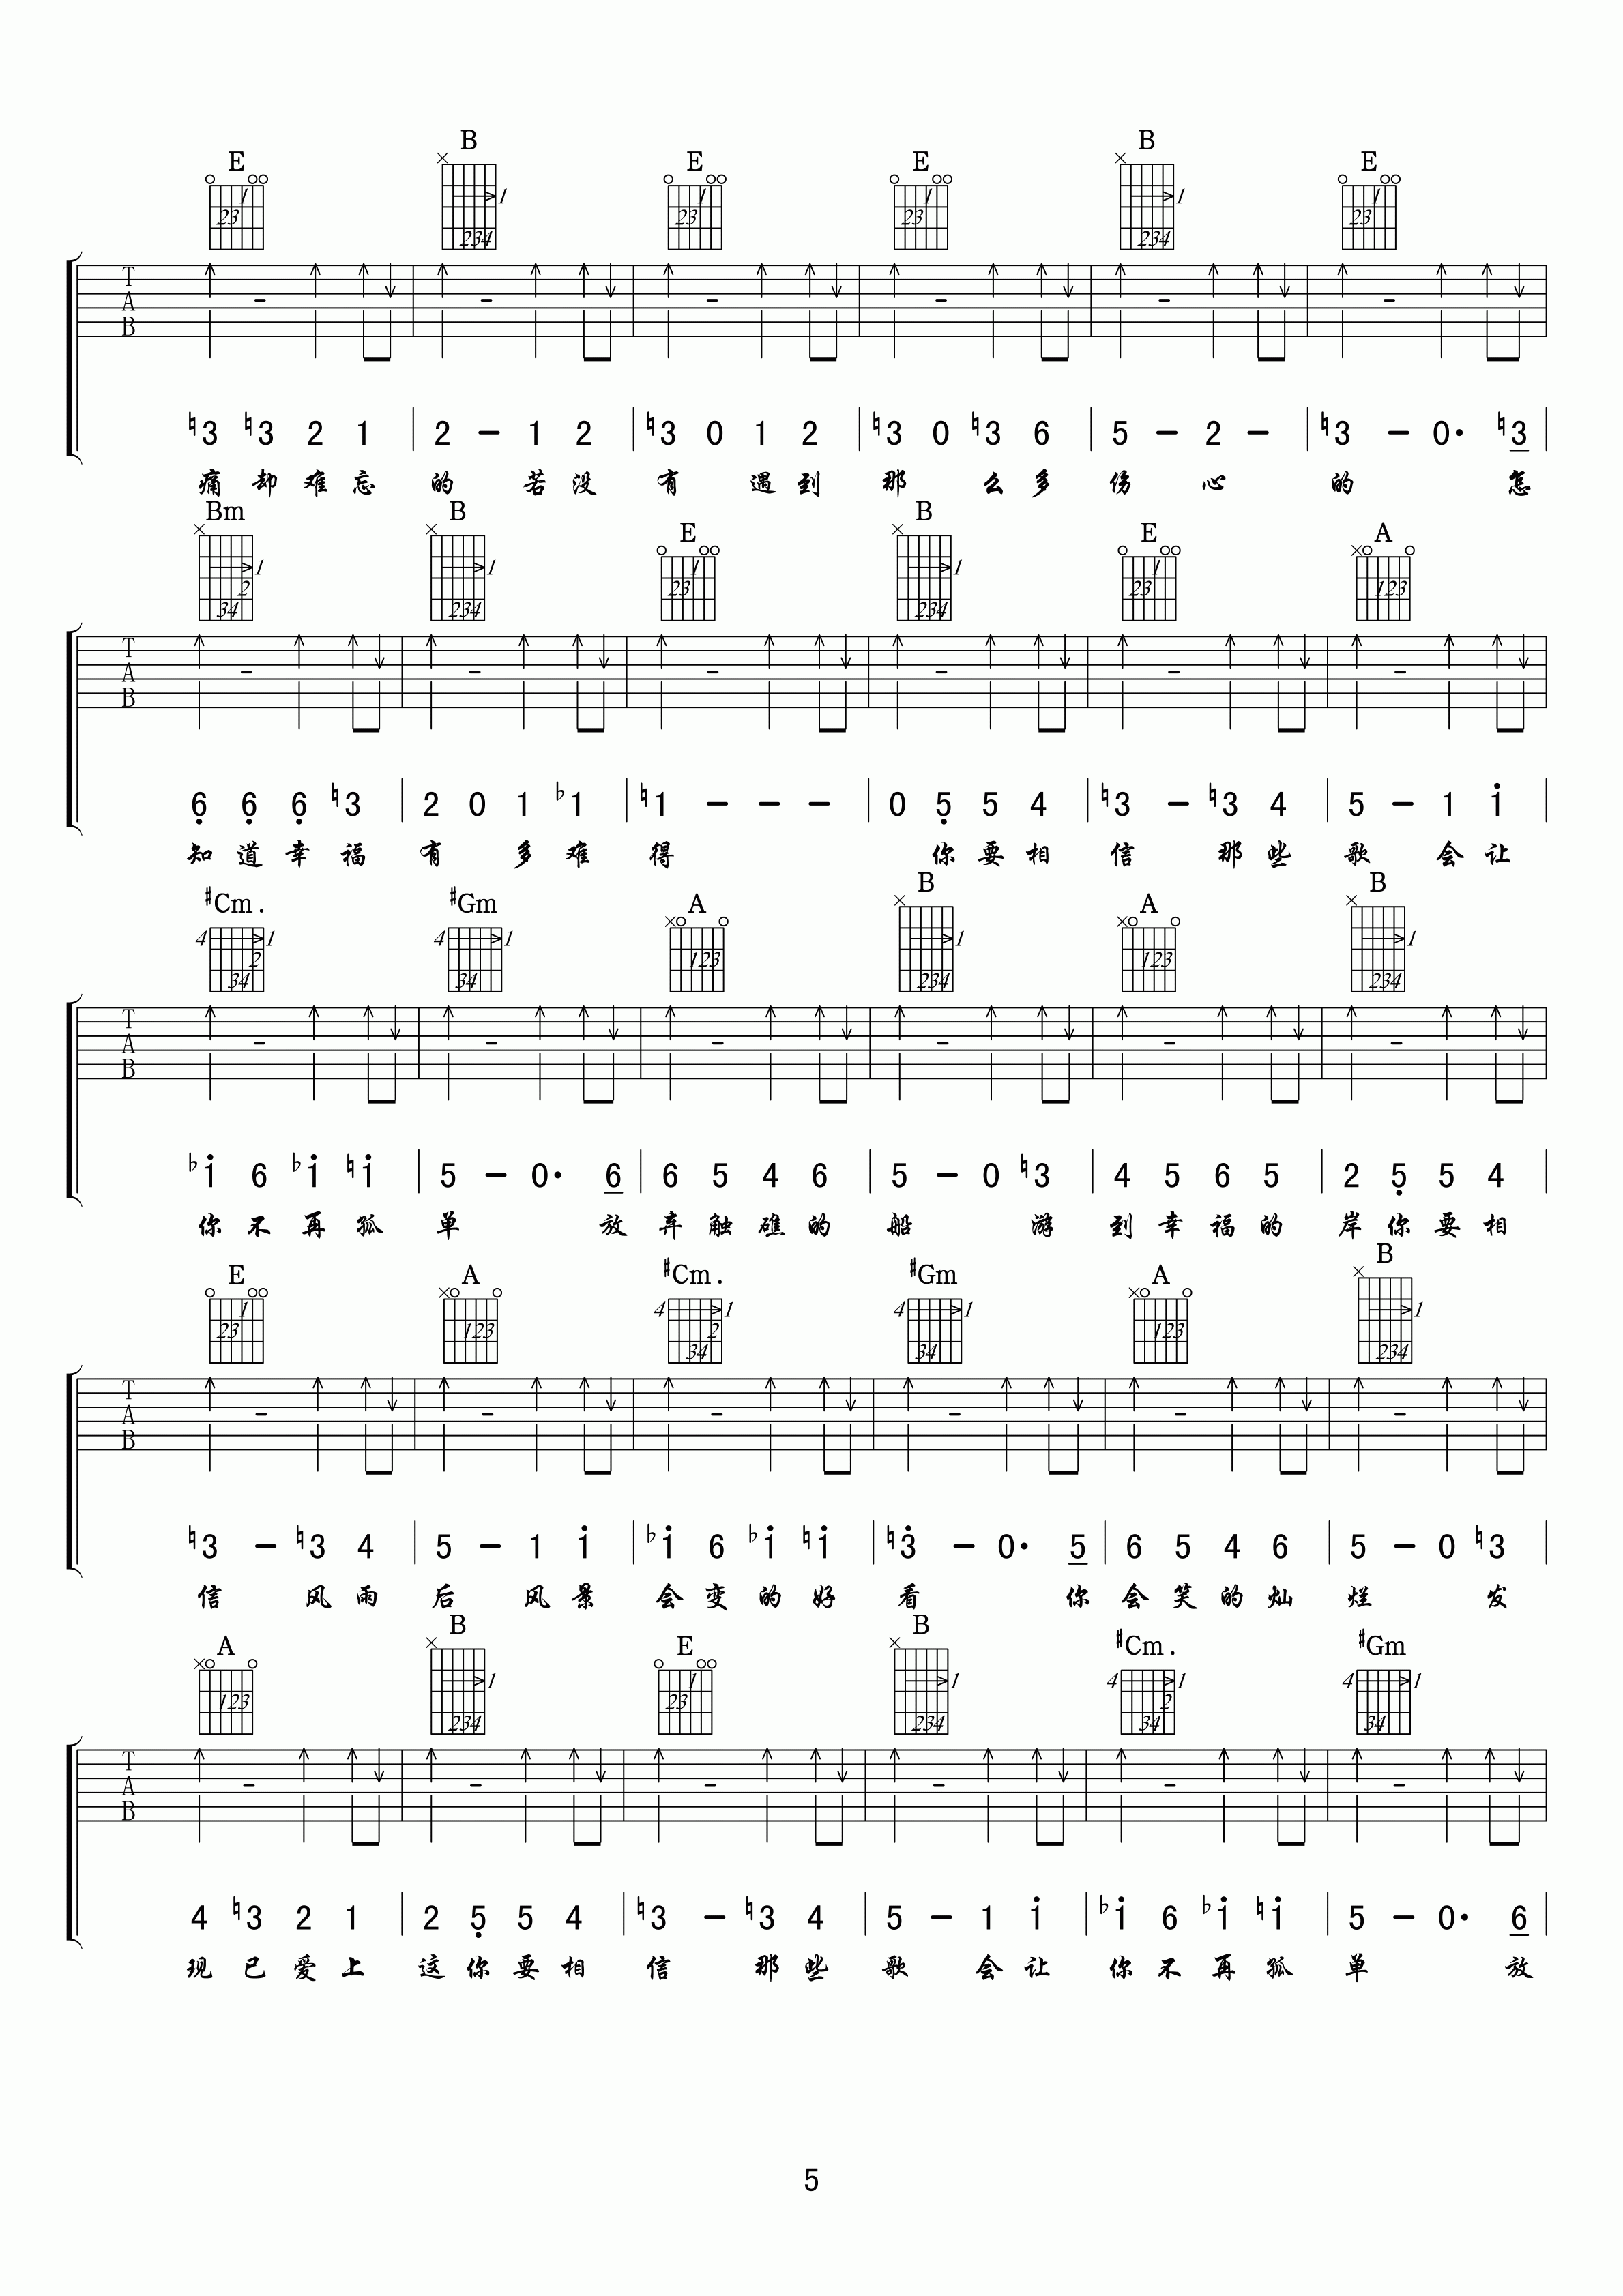 E B E E B E
T A B
♮3 ♮3 2 1 | 2 - 1 2 | ♮3 0 1 2 | ♮3 0 ♮3 6 | 5 - 2 - | ♮3 - 0· ♮3 |
痛 却 难 忘 的 若 没 有 遇 到 那 么 多 伤 心 的 怎
Bm B E B E A
T A B
6 6 6 ♮3 | 2 0 1 ♭1 | ♮1 - - - | 0 5 5 4 | ♮3 - ♮3 4 | 5 - 1 i |
知 道 幸 福 有 多 难 得 你 要 相 信 那 些 歌 会 让
#Cm. #Gm A B A B
T A B
♭i 6 ♭i ♮i | 5 - 0· 6 | 6 5 4 6 | 5 - 0 ♮3 | 4 5 6 5 | 2 5 5 4 |
你 不 再 孤 单 放 弃 触 礁 的 船 游 到 幸 福 的 岸 你 要 相
E A #Cm. #Gm A B
T A B
♮3 - ♮3 4 | 5 - 1 i | ♭i 6 ♭i ♮i | ♮3 - 0· 5 | 6 5 4 6 | 5 - 0 ♮3 |
信 风 雨 后 风 景 会 变 的 好 看 你 会 笑 的 灿 烂 发
A B E B #Cm. #Gm
T A B
4 ♮3 2 1 | 2 5 5 4 | ♮3 - ♮3 4 | 5 - 1 i | ♭i 6 ♭i ♮i | 5 - 0· 6 |
现 已 爱 上 这 你 要 相 信 那 些 歌 会 让 你 不 再 孤 单 放
5